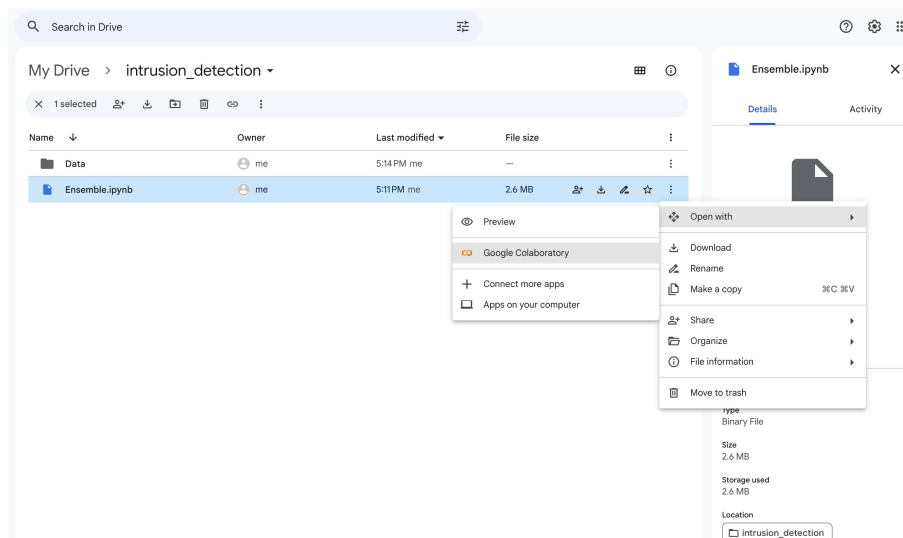 Search in Drive
My Drive > intrusion_detection
Ensemble.ipynb
1 selected
Details
Activity
Name
Owner
Last modified
File size
Data
me
5:14 PM me
—
Ensemble.ipynb
me
5:11 PM me
2.6 MB
Open with
Preview
Google Colaboratory
Connect more apps
Apps on your computer
Download
Rename
Make a copy ⌘C ⌘V
Share
Organize
File information
Move to trash
Type
Binary File
Size
2.6 MB
Storage used
2.6 MB
Location
intrusion_detection